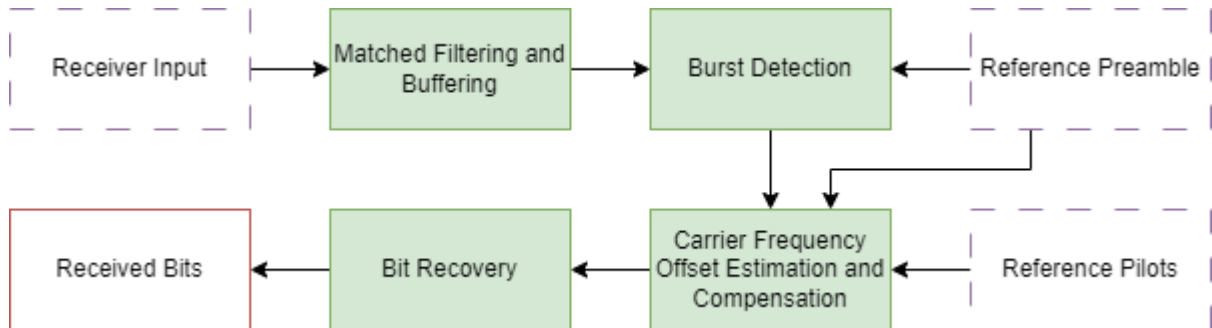 Receiver Input
Matched Filtering and
Buffering
Burst Detection
Reference Preamble
Received Bits
Bit Recovery
Carrier Frequency
Offset Estimation and
Compensation
Reference Pilots